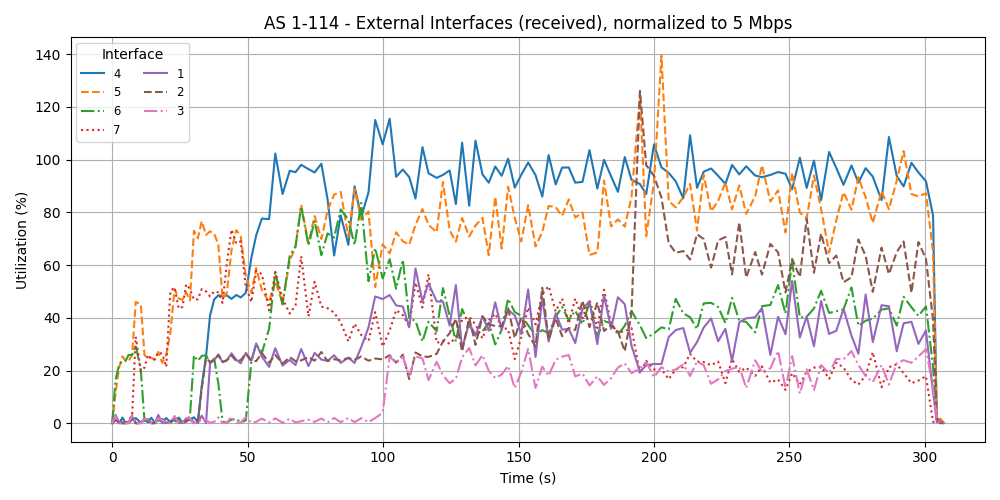 AS 1-114 - External Interfaces (received), normalized to 5 Mbps
Interface
4 1
5 2
6 3
7
140
120
100
80
60
40
20
0
Utilization (%)
0 50 100 150 200 250 300
Time (s)